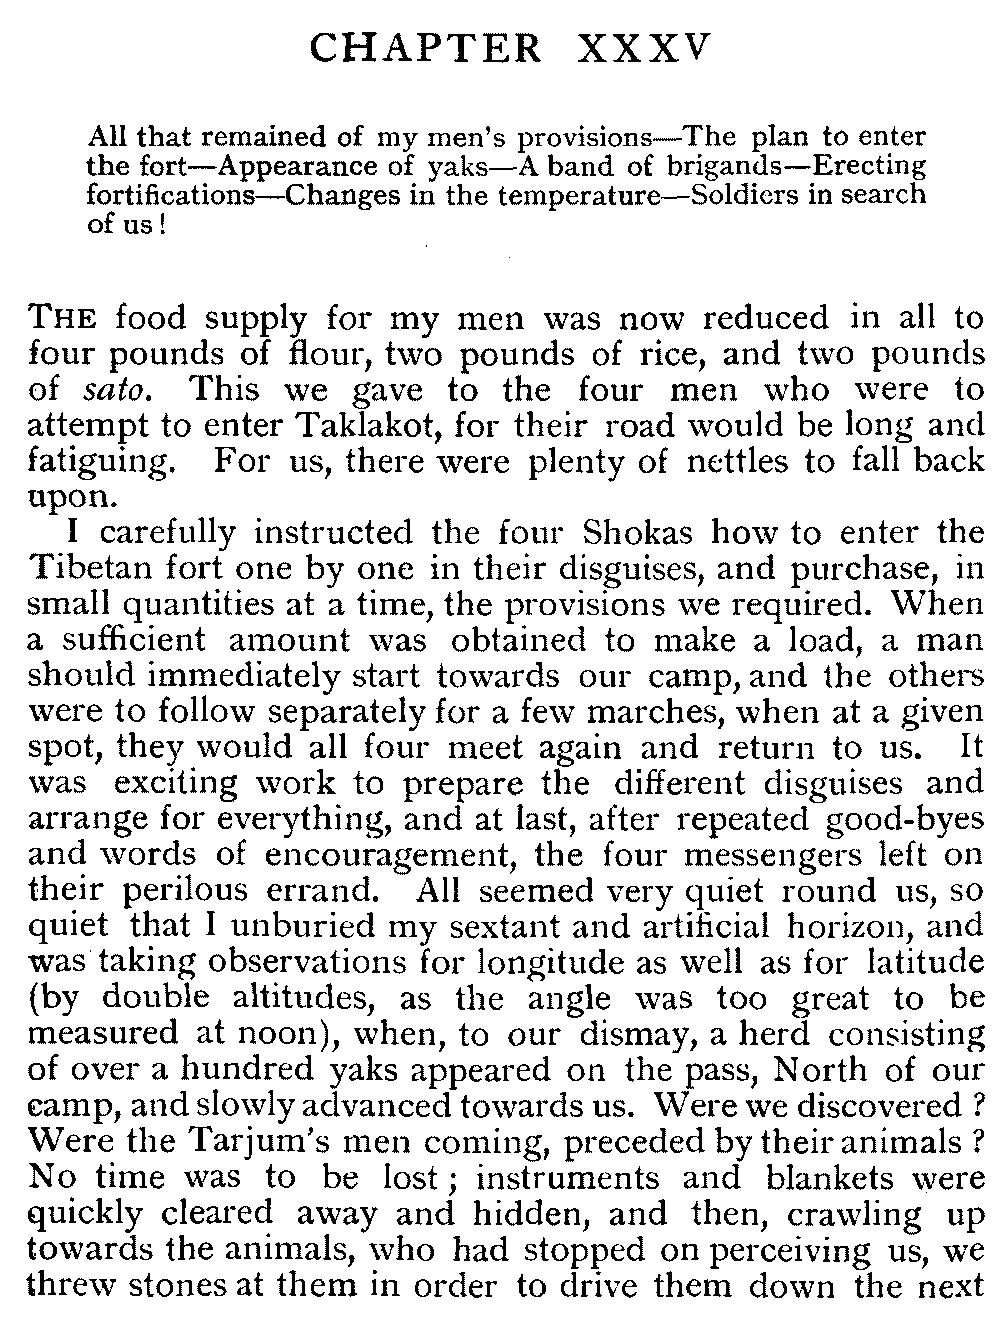 CHAPTER XXXV
All that remained of my men's provisions—The plan to enter
the fort—Appearance of yaks—A band of brigands—Erecting
fortifications—Changes in the temperature—Soldiers in search
of us!
THE food supply for my men was now reduced in all to
four pounds of flour, two pounds of rice, and two pounds
of sato. This we gave to the four men who were to
attempt to enter Taklakot, for their road would be long and
fatiguing. For us, there were plenty of nettles to fall back
upon.
I carefully instructed the four Shokas how to enter the
Tibetan fort one by one in their disguises, and purchase, in
small quantities at a time, the provisions we required. When
a sufficient amount was obtained to make a load, a man
should immediately start towards our camp, and the others
were to follow separately for a few marches, when at a given
spot, they would all four meet again and return to us. It
was exciting work to prepare the different disguises and
arrange for everything, and at last, after repeated good-byes
and words of encouragement, the four messengers left on
their perilous errand. All seemed very quiet round us, so
quiet that I unburied my sextant and artificial horizon, and
was taking observations for longitude as well as for latitude
(by double altitudes, as the angle was too great to be
measured at noon), when, to our dismay, a herd consisting
of over a hundred yaks appeared on the pass, North of our
camp, and slowly advanced towards us. Were we discovered ?
Were the Tarjum's men coming, preceded by their animals ?
No time was to be lost ; instruments and blankets were
quickly cleared away and hidden, and then, crawling up
towards the animals, who had stopped on perceiving us, we
threw stones at them in order to drive them down the next